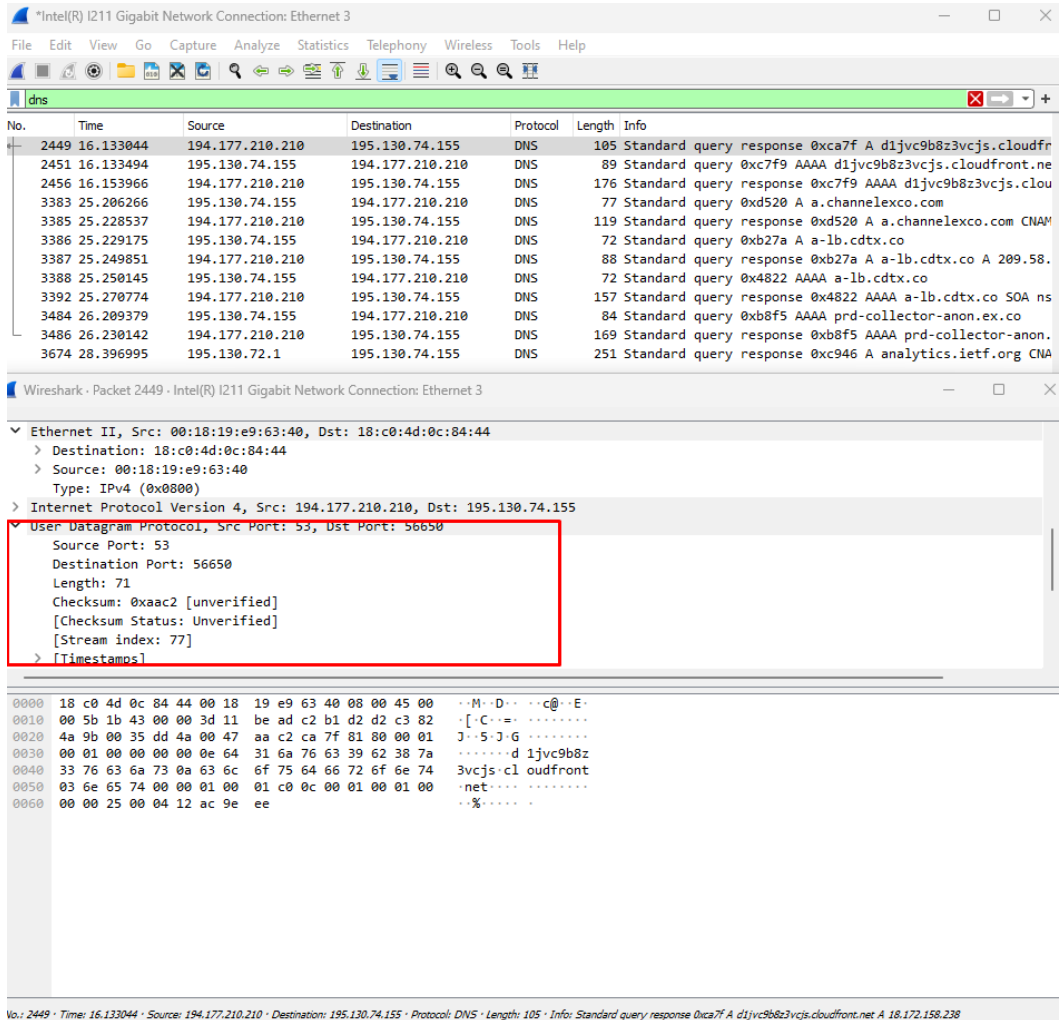 *Intel(R) I211 Gigabit Network Connection: Ethernet 3
File Edit View Go Capture Analyze Statistics Telephony Wireless Tools Help
dns
No. Time Source Destination Protocol Length Info
2449 16.133044 194.177.210.210 195.130.74.155 DNS 105 Standard query response 0xca7f A d1jvc9b8z3vcjs.cloudfr
2451 16.133494 195.130.74.155 194.177.210.210 DNS 89 Standard query 0xc7f9 AAAA d1jvc9b8z3vcjs.cloudfront.ne
2456 16.153966 194.177.210.210 195.130.74.155 DNS 176 Standard query response 0xc7f9 AAAA d1jvc9b8z3vcjs.clou
3383 25.206266 195.130.74.155 194.177.210.210 DNS 77 Standard query 0xd520 A a.channelexco.com
3385 25.228537 194.177.210.210 195.130.74.155 DNS 119 Standard query response 0xd520 A a.channelexco.com CNAM
3386 25.229175 195.130.74.155 194.177.210.210 DNS 72 Standard query 0xb27a A a-lb.cdtx.co
3387 25.249851 194.177.210.210 195.130.74.155 DNS 88 Standard query response 0xb27a A a-lb.cdtx.co A 209.58.
3388 25.250145 195.130.74.155 194.177.210.210 DNS 72 Standard query 0x4822 AAAA a-lb.cdtx.co
3392 25.270774 194.177.210.210 195.130.74.155 DNS 157 Standard query response 0x4822 AAAA a-lb.cdtx.co SOA ns
3484 26.209379 195.130.74.155 194.177.210.210 DNS 84 Standard query 0xb8f5 AAAA prd-collector-anon.ex.co
3486 26.230142 194.177.210.210 195.130.74.155 DNS 169 Standard query response 0xb8f5 AAAA prd-collector-anon.
3674 28.396995 195.130.72.1 195.130.74.155 DNS 251 Standard query response 0xc946 A analytics.ietf.org CNA
Wireshark · Packet 2449 · Intel(R) I211 Gigabit Network Connection: Ethernet 3
Ethernet II, Src: 00:18:19:e9:63:40, Dst: 18:c0:4d:0c:84:44
Destination: 18:c0:4d:0c:84:44
Source: 00:18:19:e9:63:40
Type: IPv4 (0x0800)
Internet Protocol Version 4, Src: 194.177.210.210, Dst: 195.130.74.155
User Datagram Protocol, Src Port: 53, Dst Port: 56650
Source Port: 53
Destination Port: 56650
Length: 71
Checksum: 0xaac2 [unverified]
[Checksum Status: Unverified]
[Stream index: 77]
[Timestamps]
0000 18 c0 4d 0c 84 44 00 18 19 e9 63 40 08 00 45 00 ··M··D·· ··c@··E·
0010 00 5b 1b 43 00 00 3d 11 be ad c2 b1 d2 d2 c3 82 ·[·C··=· ········
0020 4a 9b 00 35 dd 4a 00 47 aa c2 ca 7f 81 80 00 01 J··5·J·G ········
0030 00 01 00 00 00 00 0e 64 31 6a 76 63 39 62 38 7a ·······d 1jvc9b8z
0040 33 76 63 6a 73 0a 63 6c 6f 75 64 66 72 6f 6e 74 3vcjs·cl oudfront
0050 03 6e 65 74 00 00 01 00 01 c0 0c 00 01 00 01 00 ·net···· ········
0060 00 00 25 00 04 12 ac 9e ee ··%····· ·
No.: 2449 · Time: 16.133044 · Source: 194.177.210.210 · Destination: 195.130.74.155 · Protocol: DNS · Length: 105 · Info: Standard query response 0xca7f A d1jvc9b8z3vcjs.cloudfront.net A 18.172.158.238